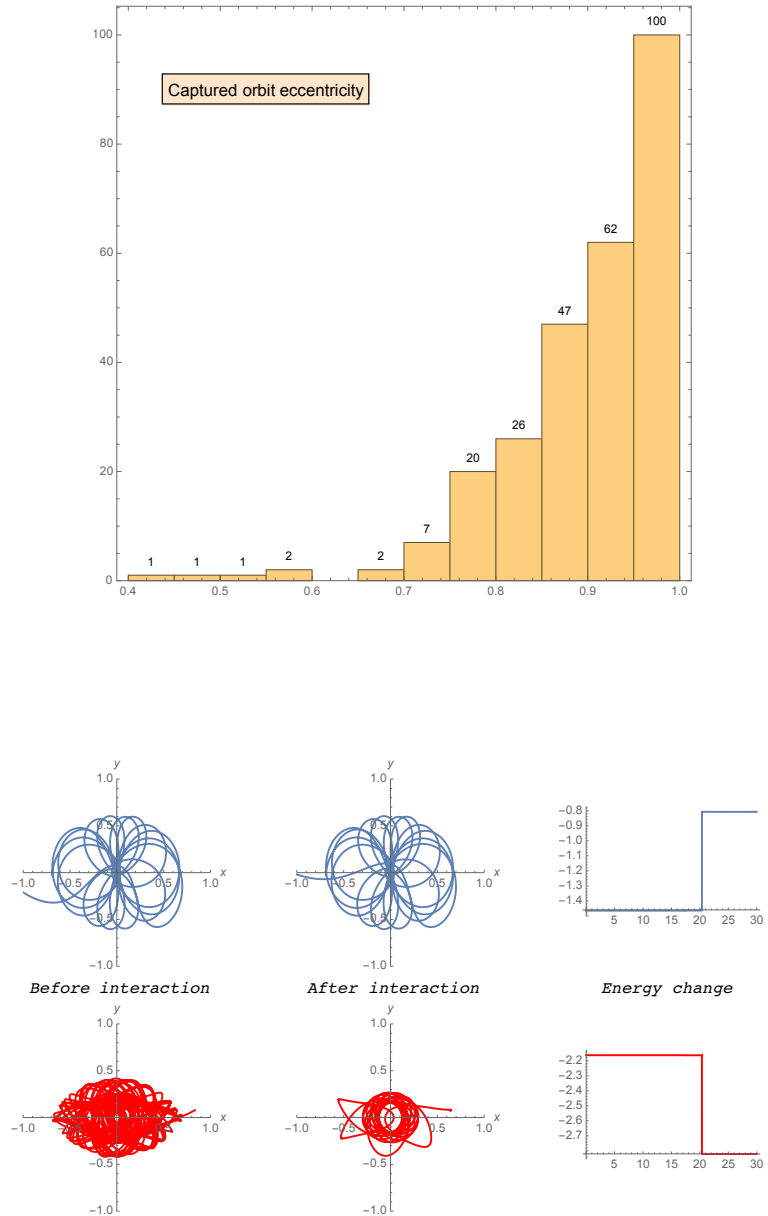 100
100
Captured orbit eccentricity
80
62
60
47
40
26
20
20
7
1 1 1 2 2
0
0.4 0.5 0.6 0.7 0.8 0.9 1.0
y y
1.0 1.0
-0.8
0.5 0.5 -0.9
-1.0
-1.1
-1.0 -0.5 0.5 1.0 x -1.0 -0.5 0.5 1.0 x
-1.2
-1.3
-0.5 -0.5 -1.4
5 10 15 20 25 30
-1.0 -1.0
Before interaction After interaction Energy change
y y
1.0 1.0
-2.2
0.5 0.5 -2.3
-2.4
-1.0 -0.5 0.5 1.0 x -1.0 -0.5 0.5 1.0 x
-2.5
-2.6
-0.5 -0.5 -2.7
5 10 15 20 25 30
-1.0 -1.0